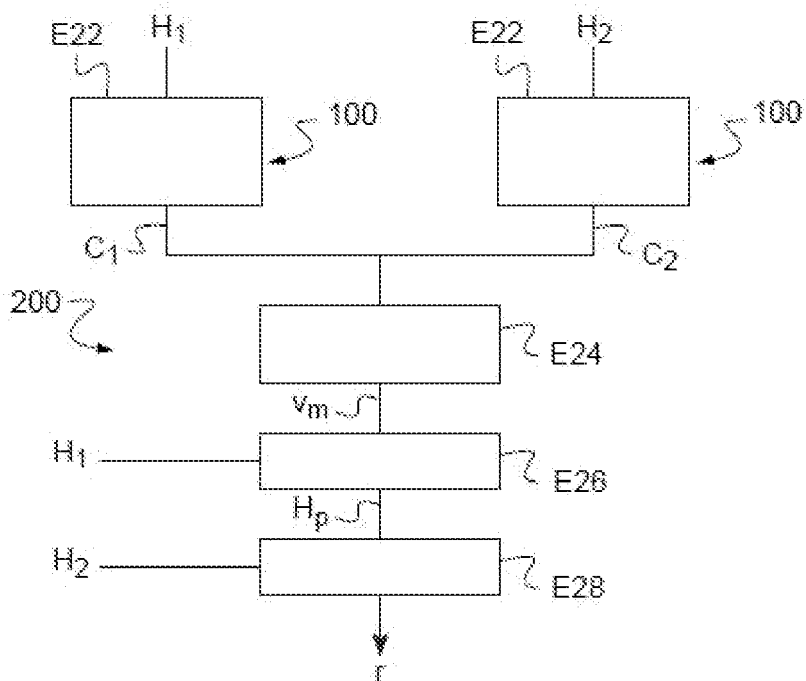 E22 H₁ E22 H₂
100 100
C₁ C₂
200
E24
vₘ
H₁
E26
Hₚ
H₂
E28
r